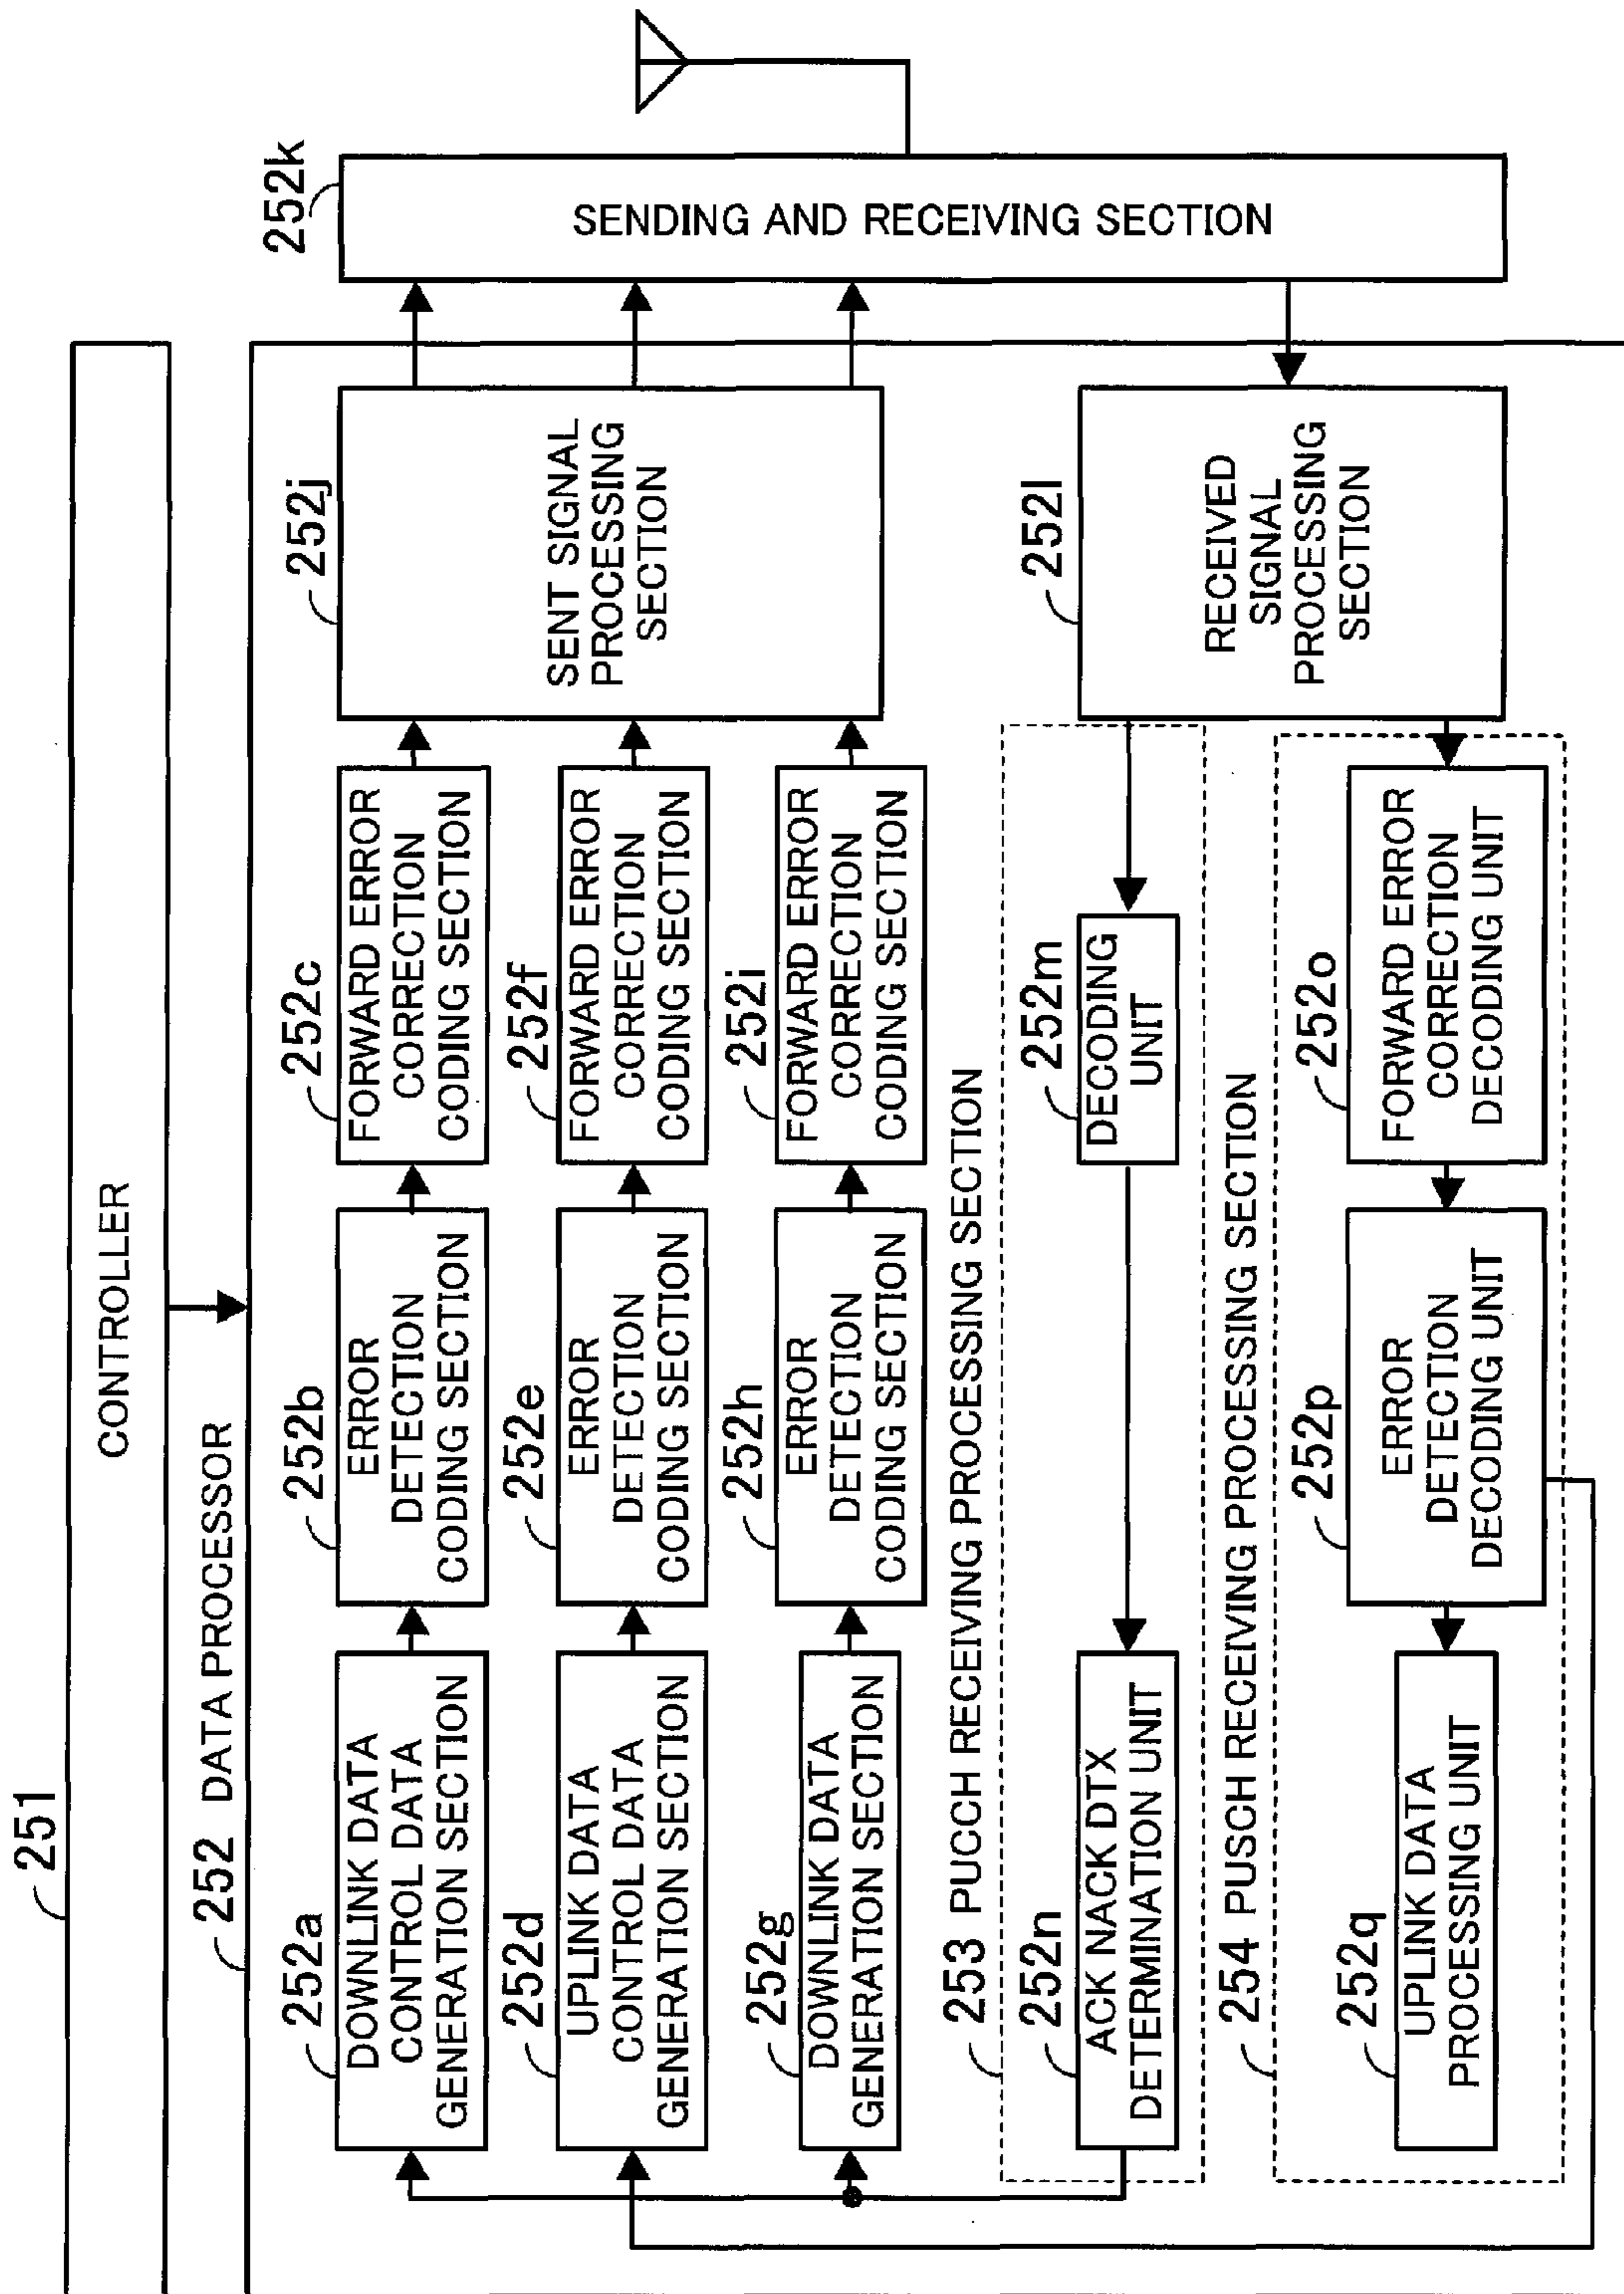 251
CONTROLLER
252 DATA PROCESSOR
252a
DOWNLINK DATA
CONTROL DATA
GENERATION SECTION
252b
ERROR
DETECTION
CODING SECTION
252c
FORWARD ERROR
CORRECTION
CODING SECTION
252j
SENT SIGNAL
PROCESSING
SECTION
252k
SENDING AND RECEIVING SECTION
252d
UPLINK DATA
CONTROL DATA
GENERATION SECTION
252e
ERROR
DETECTION
CODING SECTION
252f
FORWARD ERROR
CORRECTION
CODING SECTION
252g
DOWNLINK DATA
GENERATION SECTION
252h
ERROR
DETECTION
CODING SECTION
252i
FORWARD ERROR
CORRECTION
CODING SECTION
253 PUCCH RECEIVING PROCESSING SECTION
252n
ACK NACK DTX
DETERMINATION UNIT
252m
DECODING
UNIT
252l
RECEIVED
SIGNAL
PROCESSING
SECTION
254 PUSCH RECEIVING PROCESSING SECTION
252q
UPLINK DATA
PROCESSING UNIT
252p
ERROR
DETECTION
DECODING UNIT
252o
FORWARD ERROR
CORRECTION
DECODING UNIT